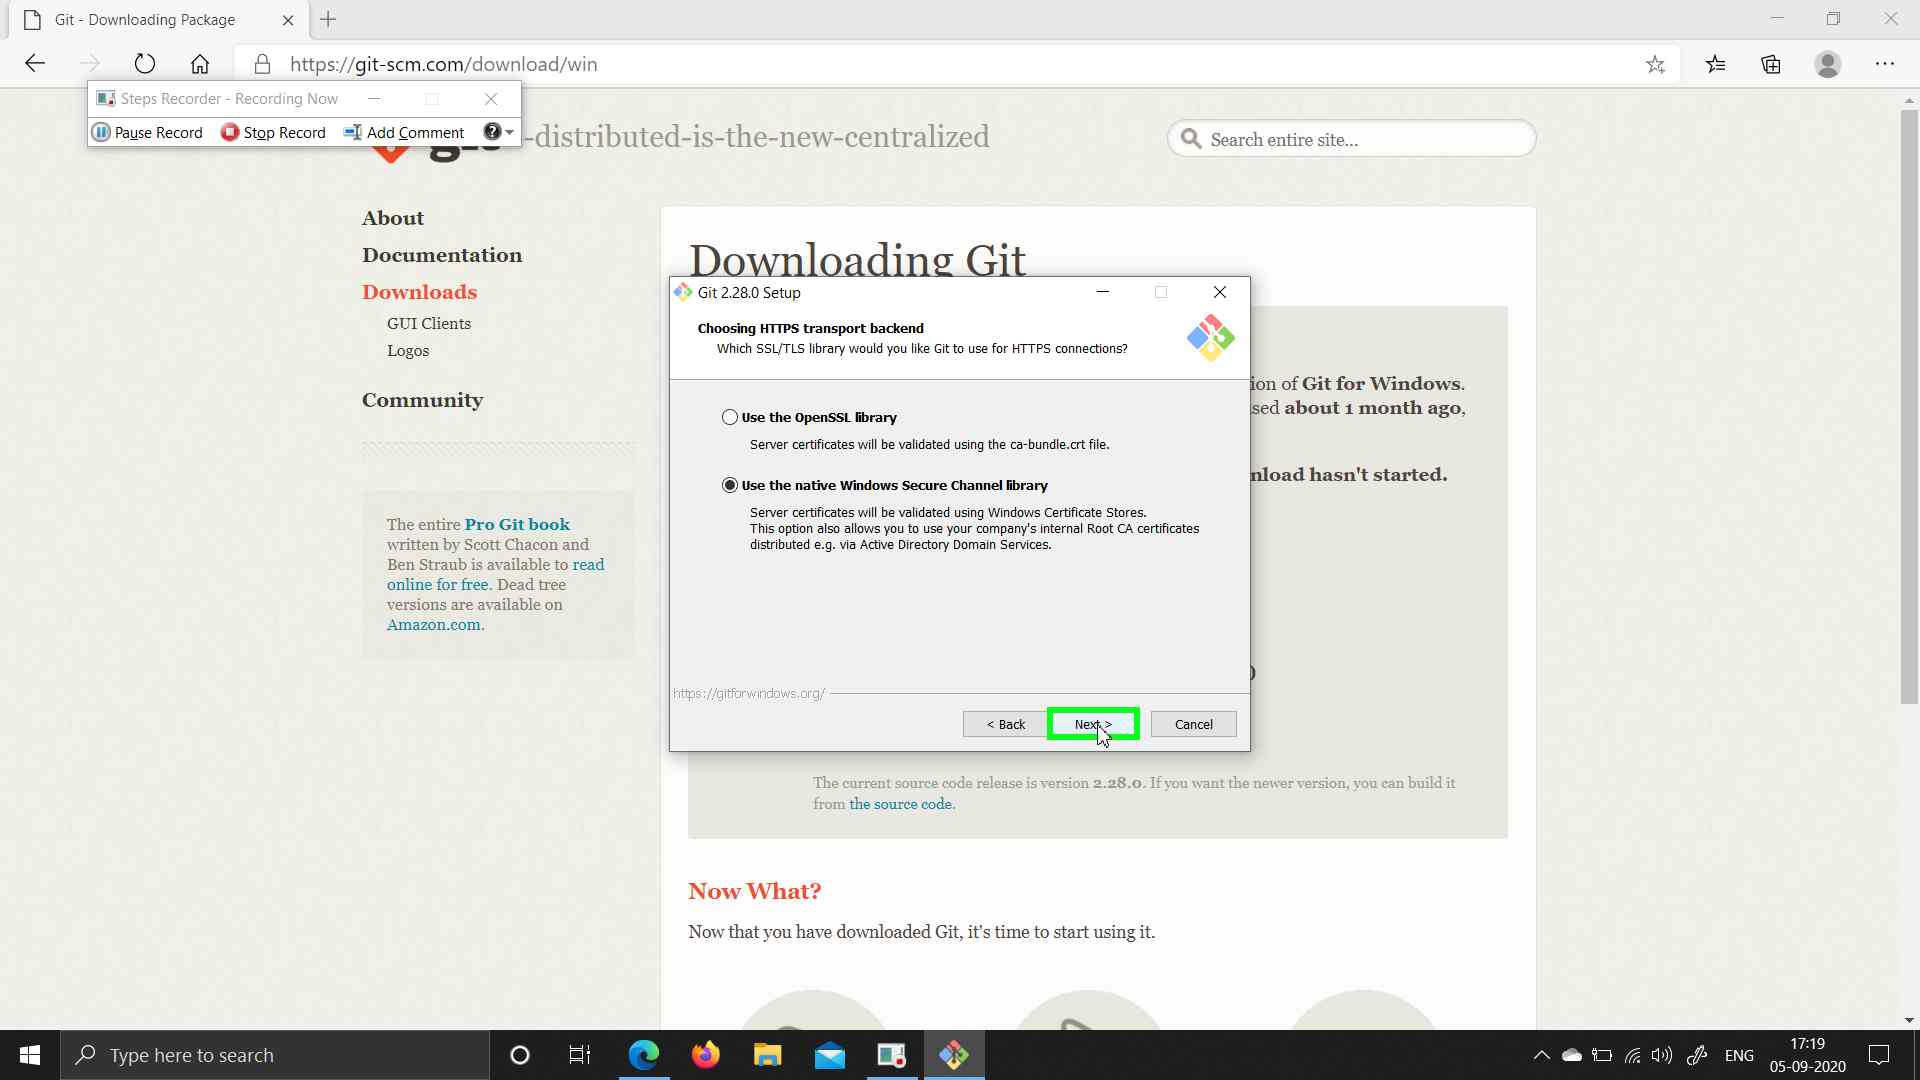 Git - Downloading Package
https://git-scm.com/download/win
Steps Recorder - Recording Now
Pause Record
Stop Record
Add Comment
-distributed-is-the-new-centralized
Search entire site...
About
Documentation
Downloads
GUI Clients
Logos
Community
The entire Pro Git book
written by Scott Chacon and
Ben Straub is available to read
online for free. Dead tree
versions are available on
Amazon.com.
Downloading Git
Git 2.28.0 Setup
Choosing HTTPS transport backend
Which SSL/TLS library would you like Git to use for HTTPS connections?
Use the OpenSSL library
Server certificates will be validated using the ca-bundle.crt file.
Use the native Windows Secure Channel library
Server certificates will be validated using Windows Certificate Stores.
This option also allows you to use your company's internal Root CA certificates
distributed e.g. via Active Directory Domain Services.
https://gitforwindows.org/
< Back
Next >
Cancel
of Git for Windows.
about 1 month ago,
hasn't started.
The current source code release is version 2.28.0. If you want the newer version, you can build it
from the source code.
Now What?
Now that you have downloaded Git, it's time to start using it.
Type here to search
ENG
17:19
05-09-2020